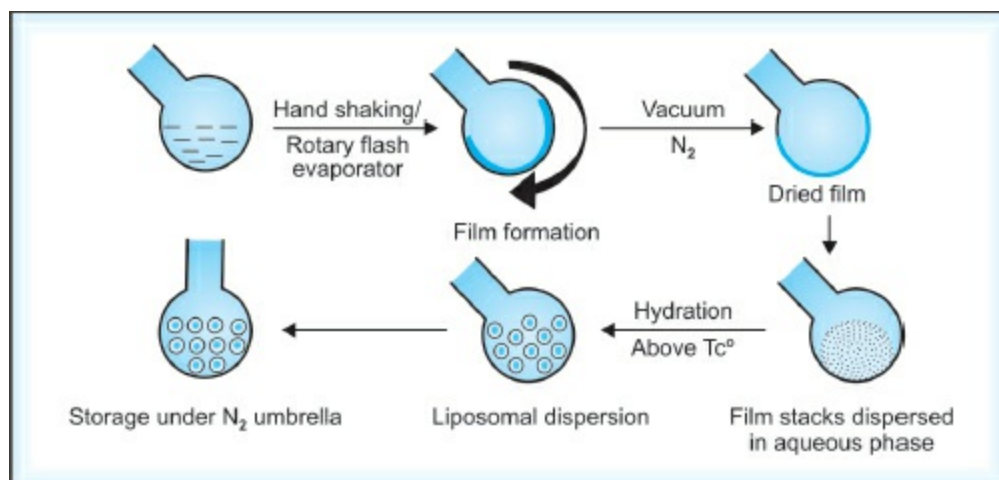 Hand shaking/
Rotary flash
evaporator
Film formation
Vacuum
N₂
Dried film
Film stacks dispersed
in aqueous phase
Hydration
Above Tcº
Liposomal dispersion
Storage under N₂ umbrella